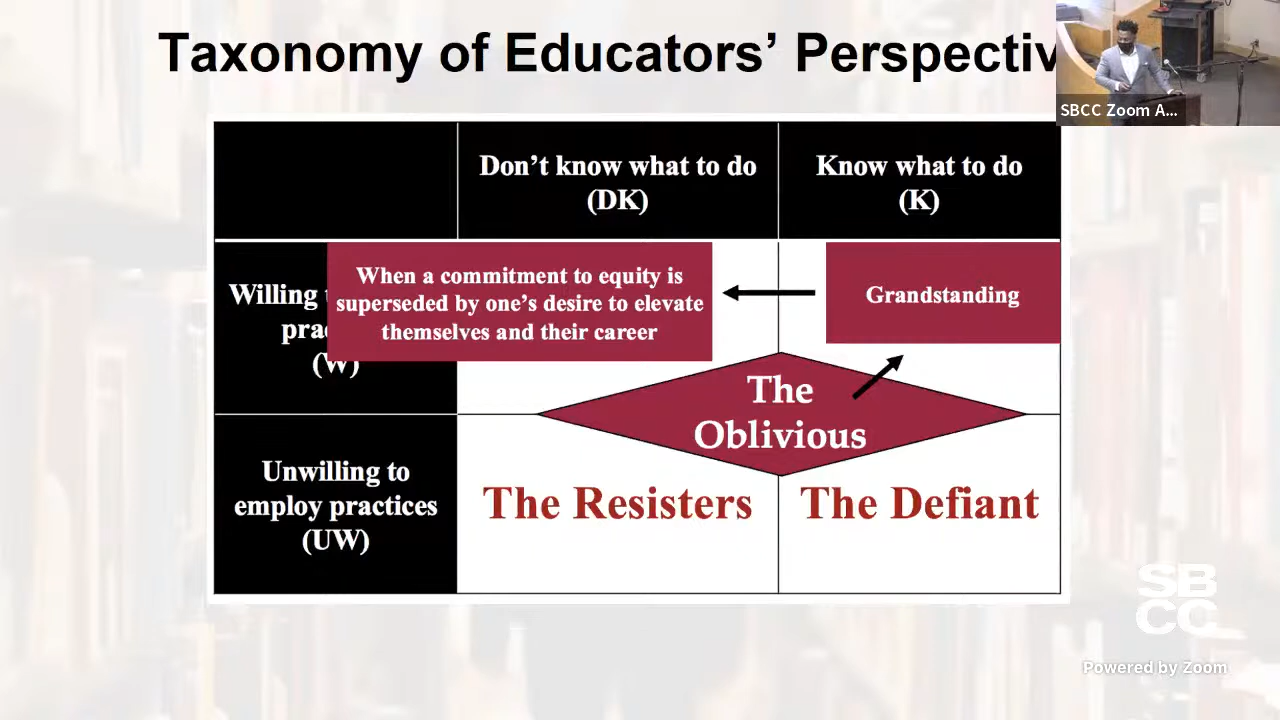 Taxonomy of Educators’ Perspectiv
SBCC Zoom A...
Don’t know what to do
(DK)
Know what to do
(K)
Willing
(W)
When a commitment to equity is
superseded by one’s desire to elevate
themselves and their career
Grandstanding
The
Oblivious
Unwilling to
employ practices
(UW)
The Resisters
The Defiant
SB
CC
Powered by Zoom